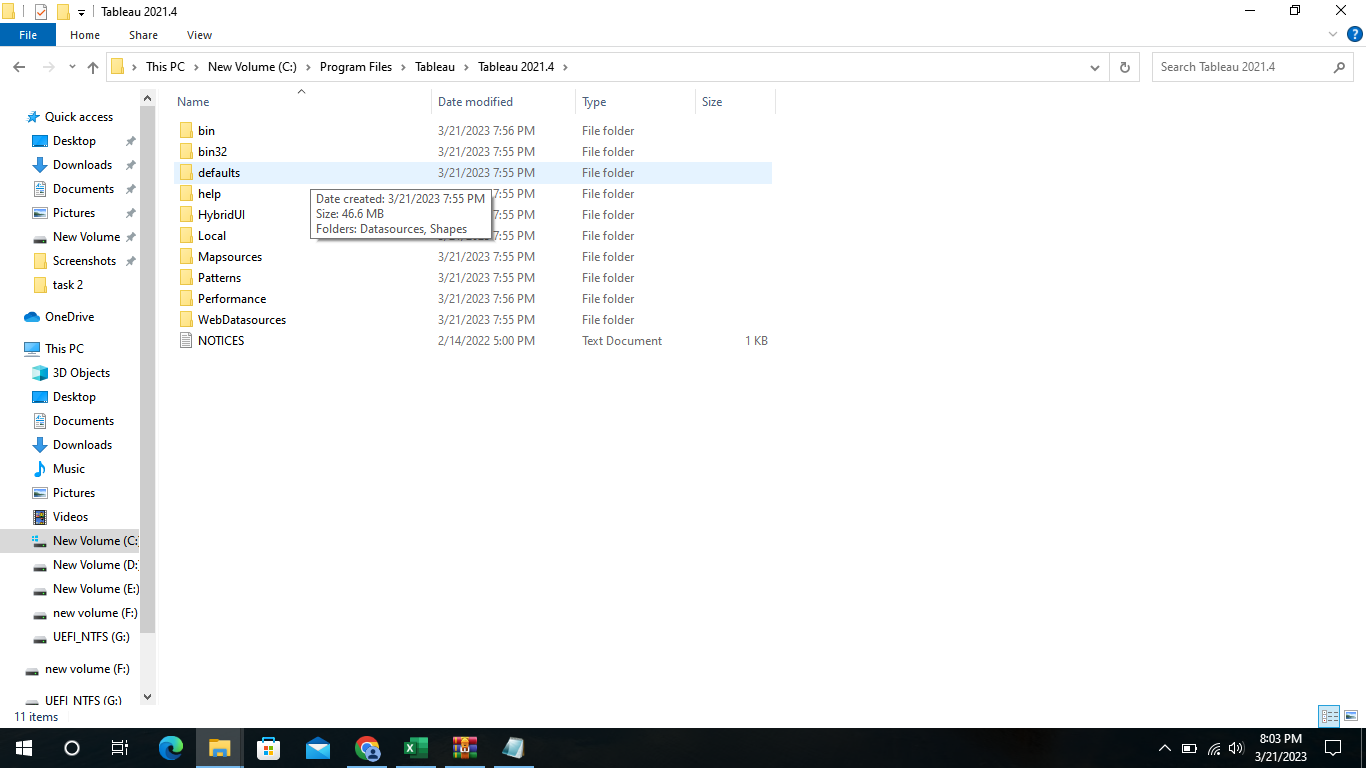 Tableau 2021.4
File Home Share View
This PC New Volume (C:) Program Files Tableau Tableau 2021.4
Search Tableau 2021.4
Quick access
Desktop
Downloads
Documents
Pictures
New Volume
Screenshots
task 2
OneDrive
This PC
3D Objects
Desktop
Documents
Downloads
Music
Pictures
Videos
New Volume (C:
New Volume (D:
New Volume (E:)
new volume (F:)
UEFI_NTFS (G:)
new volume (F:)
UEFI_NTFS (G:)
Name Date modified Type Size
bin 3/21/2023 7:56 PM File folder
bin32 3/21/2023 7:55 PM File folder
defaults 3/21/2023 7:55 PM File folder
help 7:55 PM File folder
HybridUI 7:55 PM File folder
Local 7:55 PM File folder
Mapsources 3/21/2023 7:55 PM File folder
Patterns 3/21/2023 7:55 PM File folder
Performance 3/21/2023 7:56 PM File folder
WebDatasources 3/21/2023 7:55 PM File folder
NOTICES 2/14/2022 5:00 PM Text Document 1 KB
Date created: 3/21/2023 7:55 PM
Size: 46.6 MB
Folders: Datasources, Shapes
11 items
8:03 PM
3/21/2023